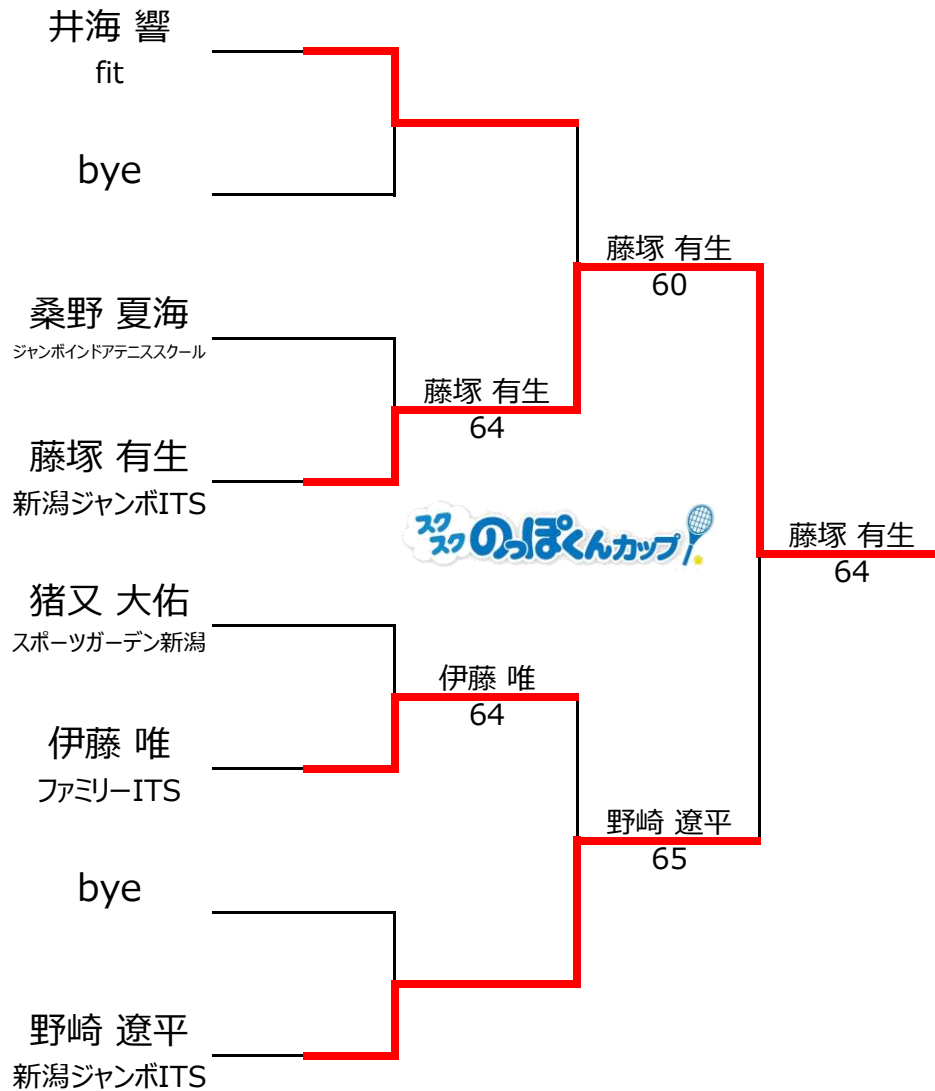 井海 響
fit
bye
藤塚 有生
60
桑野 夏海
ジャンボインドアテニススクール
藤塚 有生
64
藤塚 有生
新潟ジャンボITS
スクスク のっぽくんカップ
藤塚 有生
64
猪又 大佑
スポーツガーデン新潟
伊藤 唯
64
伊藤 唯
ファミリーITS
野崎 遼平
65
bye
野崎 遼平
新潟ジャンボITS